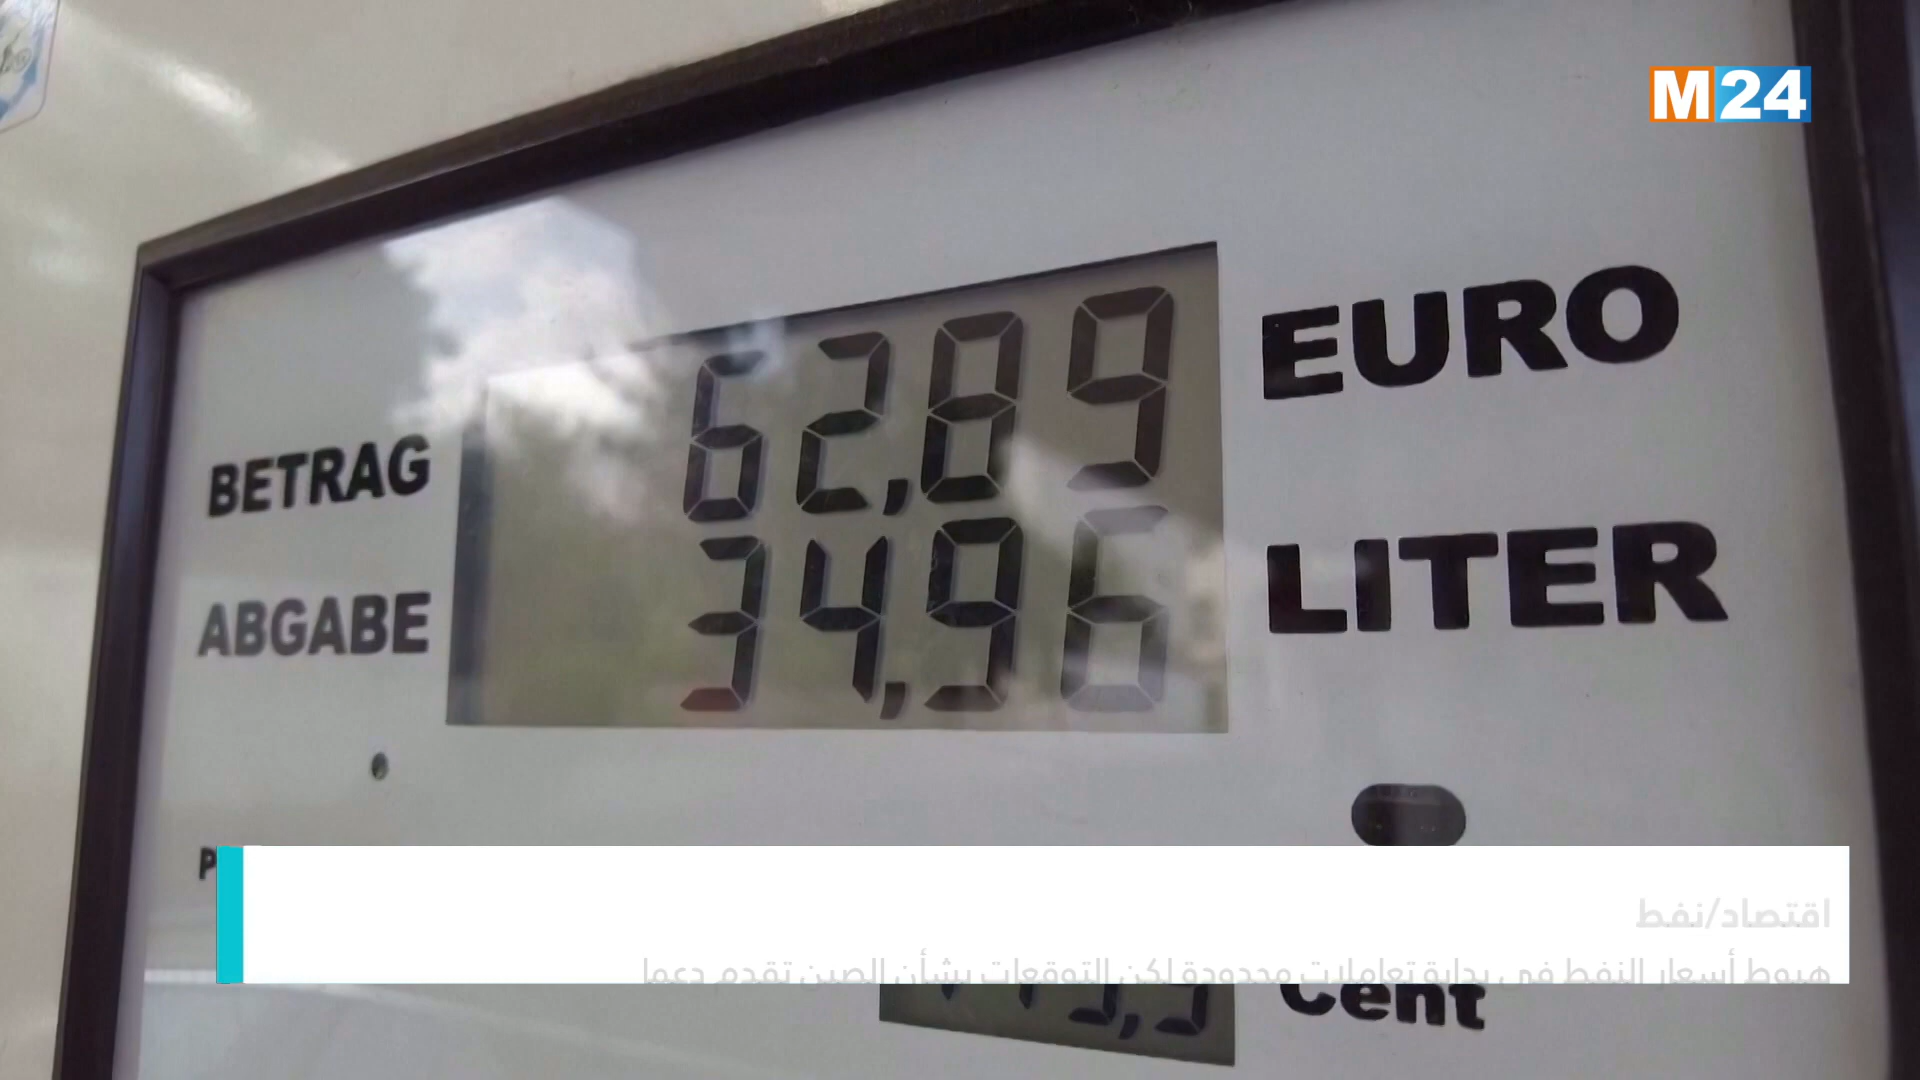 M24
62,89 EURO
BETRAG
34,96 LITER
ABGABE
اقتصاد/نفط
هبوط أسعار النفط في بداية تعاملات محدودة لكن التوقعات بشأن الصين تقدم دعما
Cent